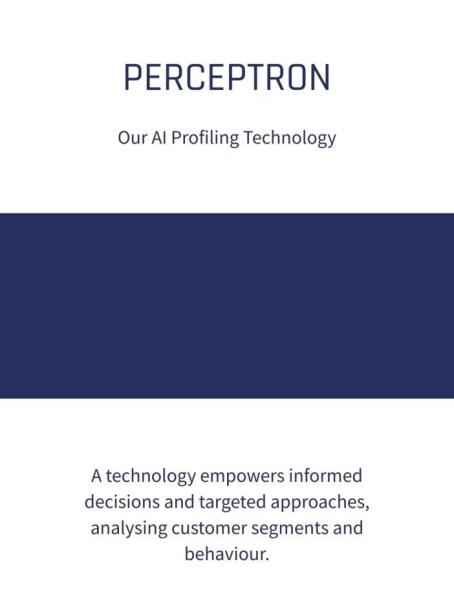 PERCEPTRON
Our AI Profiling Technology
A technology empowers informed
decisions and targeted approaches,
analysing customer segments and
behaviour.